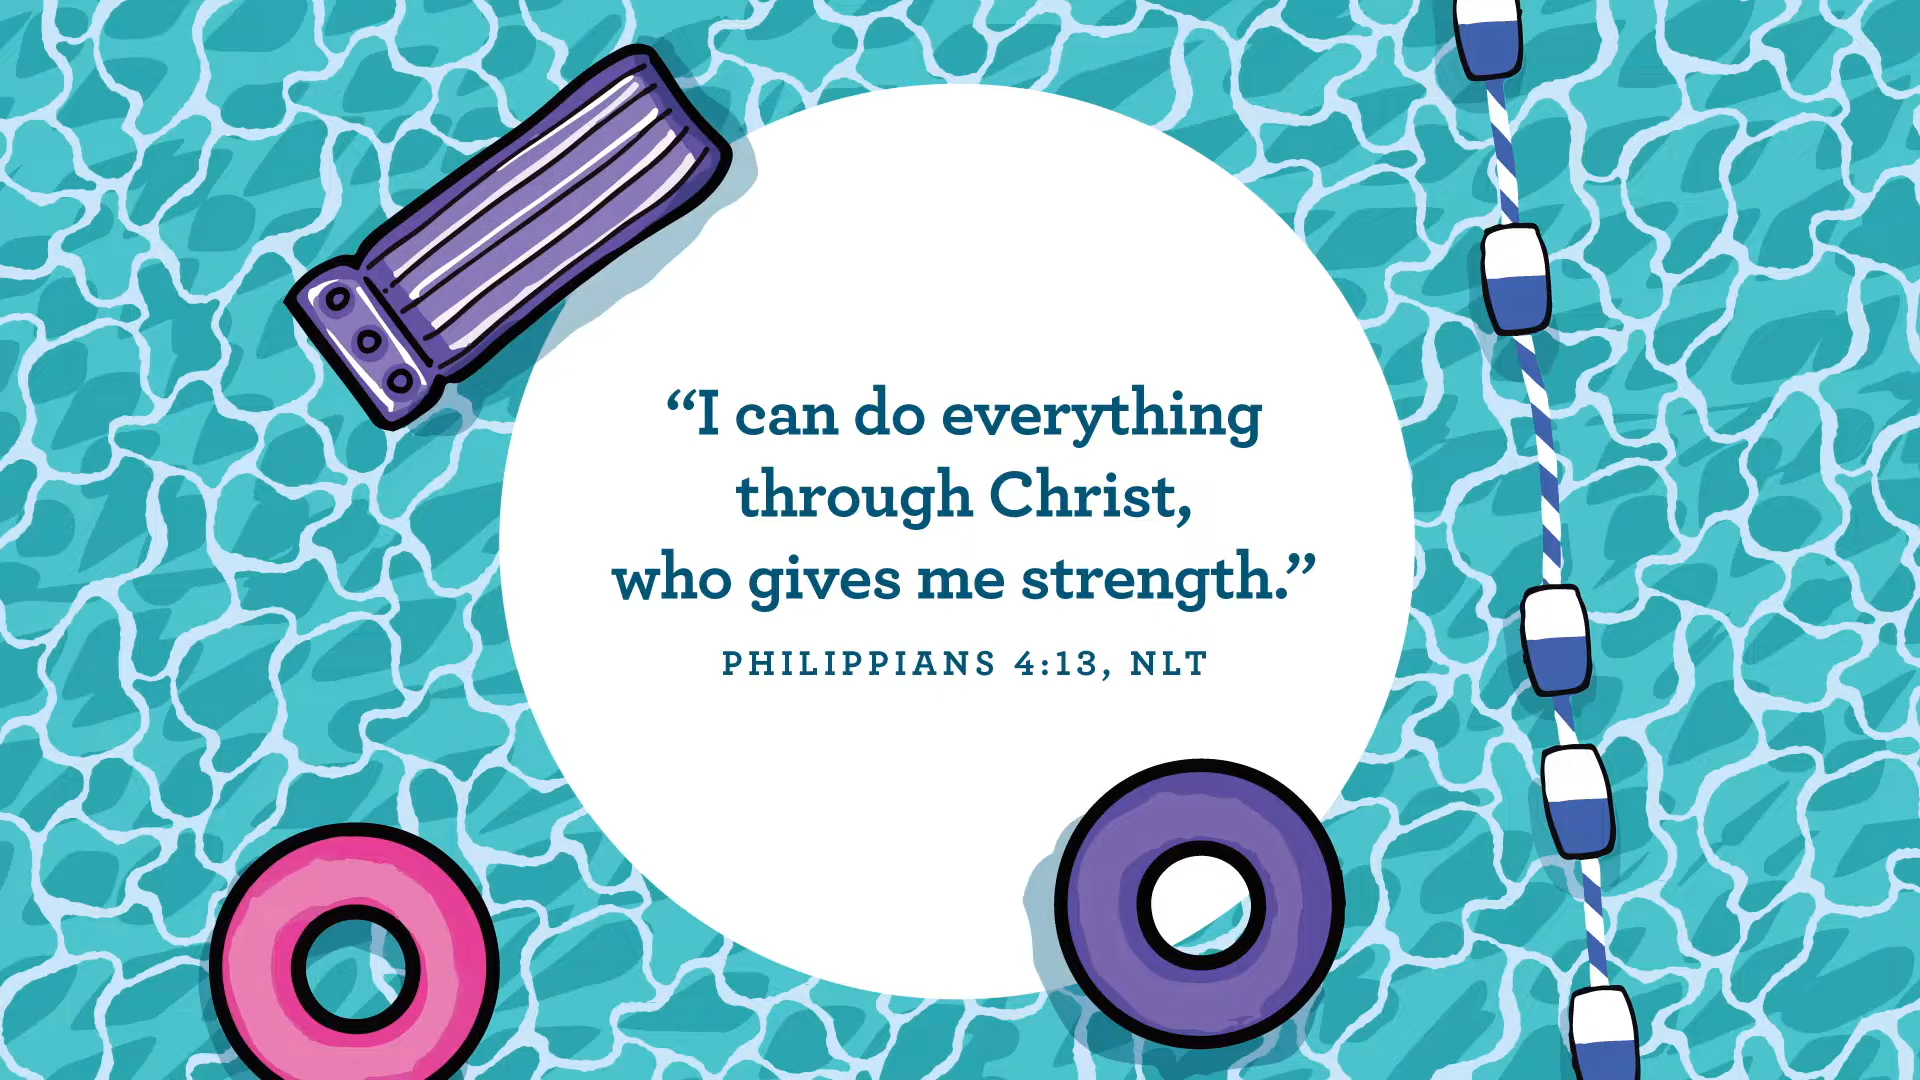 “I can do everything
through Christ,
who gives me strength.”
PHILIPPIANS 4:13, NLT